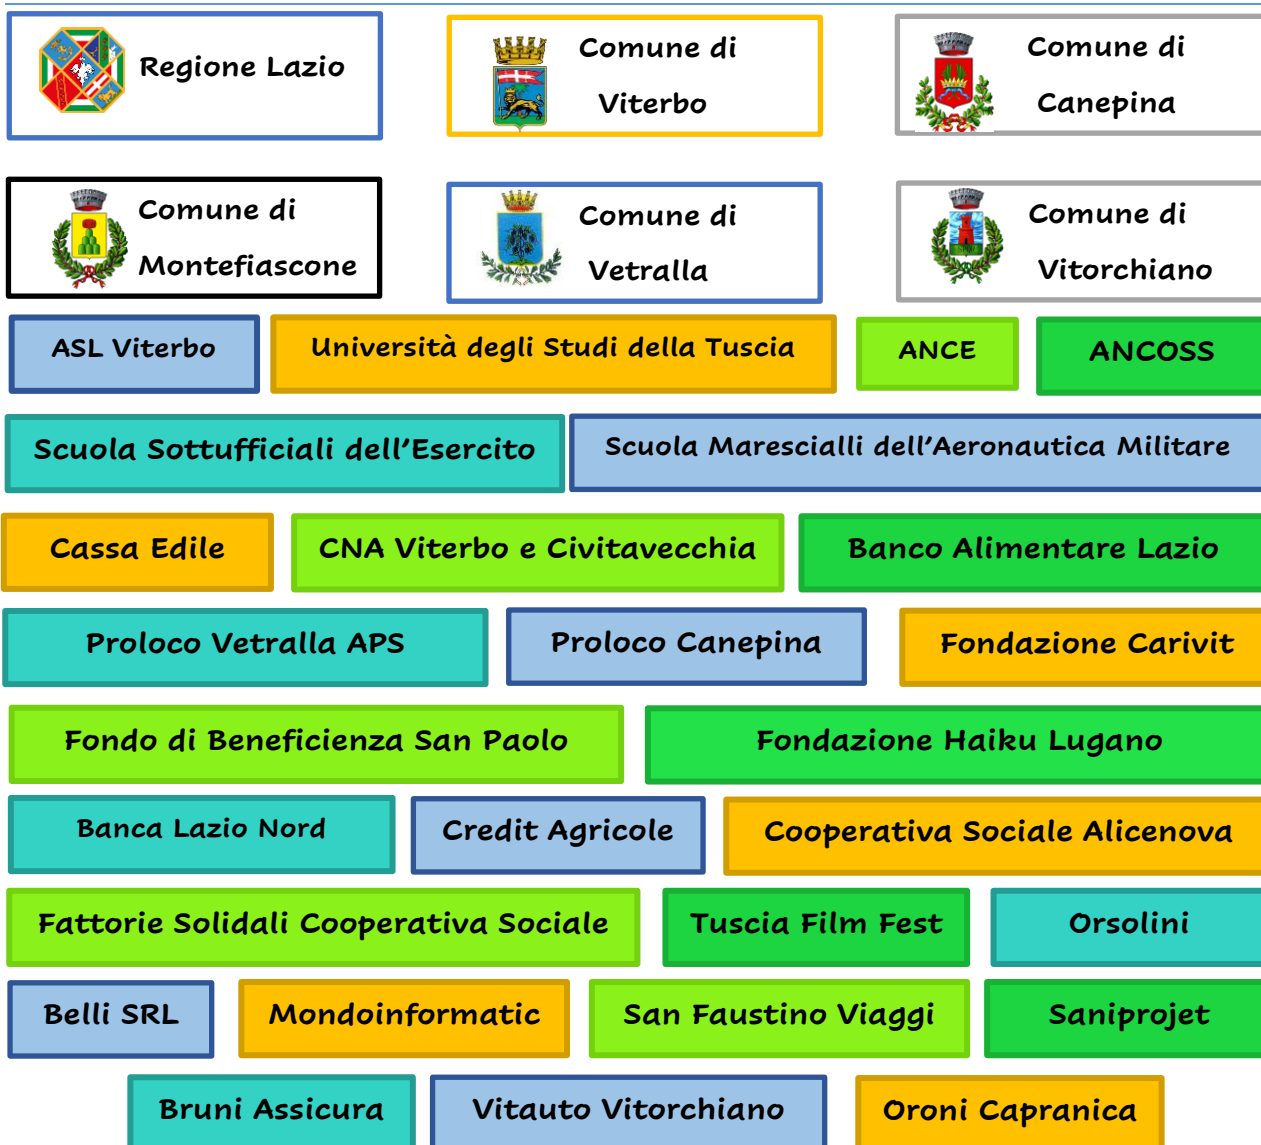 Regione Lazio
Comune di
Viterbo
Comune di
Canepina
Comune di
Montefiascone
Comune di
Vetralla
Comune di
Vitorchiano
ASL Viterbo
Università degli Studi della Tuscia
ANCE
ANCOSS
Scuola Sottufficiali dell'Esercito
Scuola Marescialli dell'Aeronautica Militare
Cassa Edile
CNA Viterbo e Civitavecchia
Banco Alimentare Lazio
Proloco Vetralla APS
Proloco Canepina
Fondazione Carivit
Fondo di Beneficienza San Paolo
Fondazione Haiku Lugano
Banca Lazio Nord
Credit Agricole
Cooperativa Sociale Alicenova
Fattorie Solidali Cooperativa Sociale
Tuscia Film Fest
Orsolini
Belli SRL
Mondoinformatic
San Faustino Viaggi
Saniprojet
Bruni Assicura
Vitauto Vitorchiano
Oroni Capranica